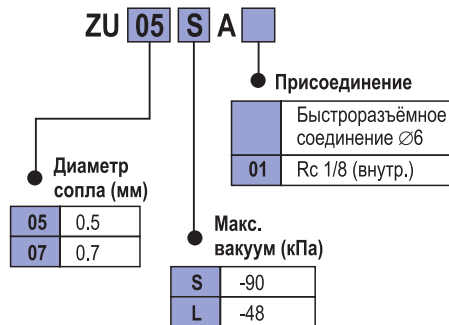 ZU 05 S A
Присоединение
Быстроразъёмное
соединение ∅6
01 Rc 1/8 (внутр.)
Диаметр
сопла (мм)
05 0.5
07 0.7
Макс.
вакуум (кПа)
S -90
L -48